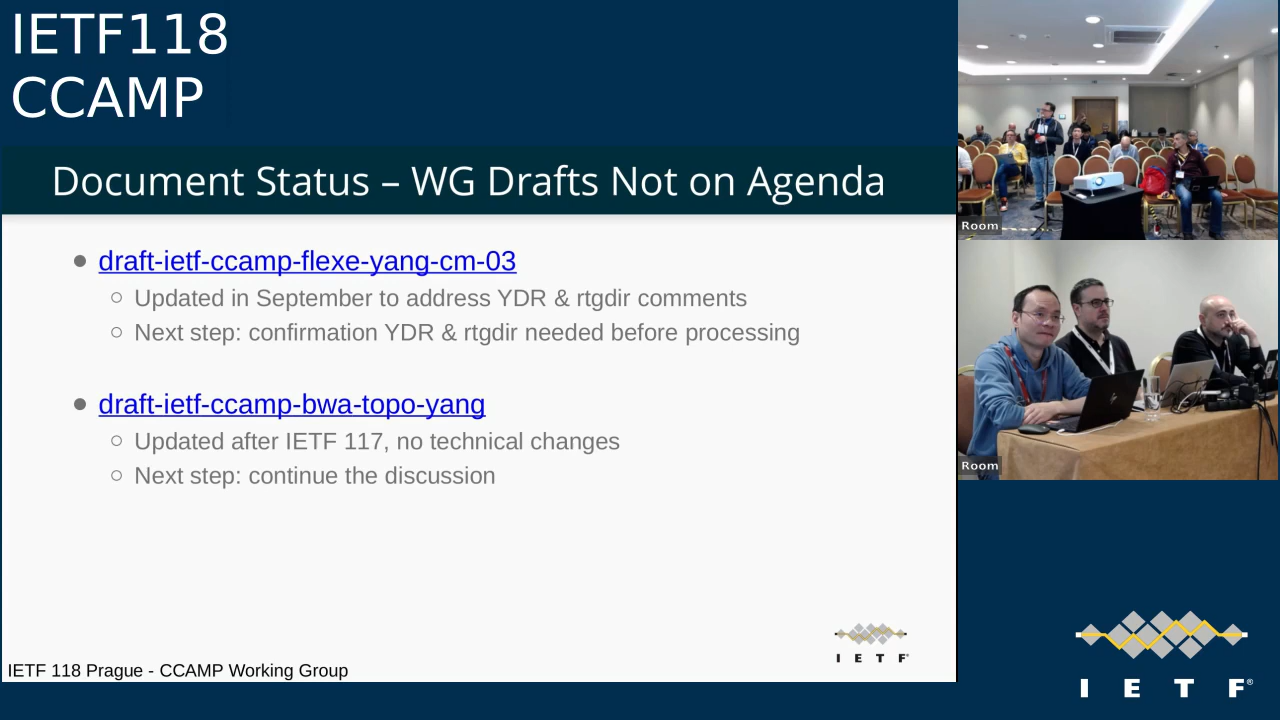 IETF118
CCAMP
Document Status – WG Drafts Not on Agenda
draft-ietf-ccamp-flexe-yang-cm-03
Updated in September to address YDR & rtgdir comments
Next step: confirmation YDR & rtgdir needed before processing
draft-ietf-ccamp-bwa-topo-yang
Updated after IETF 117, no technical changes
Next step: continue the discussion
I E T F®
IETF 118 Prague - CCAMP Working Group
Room
Room
I E T F®